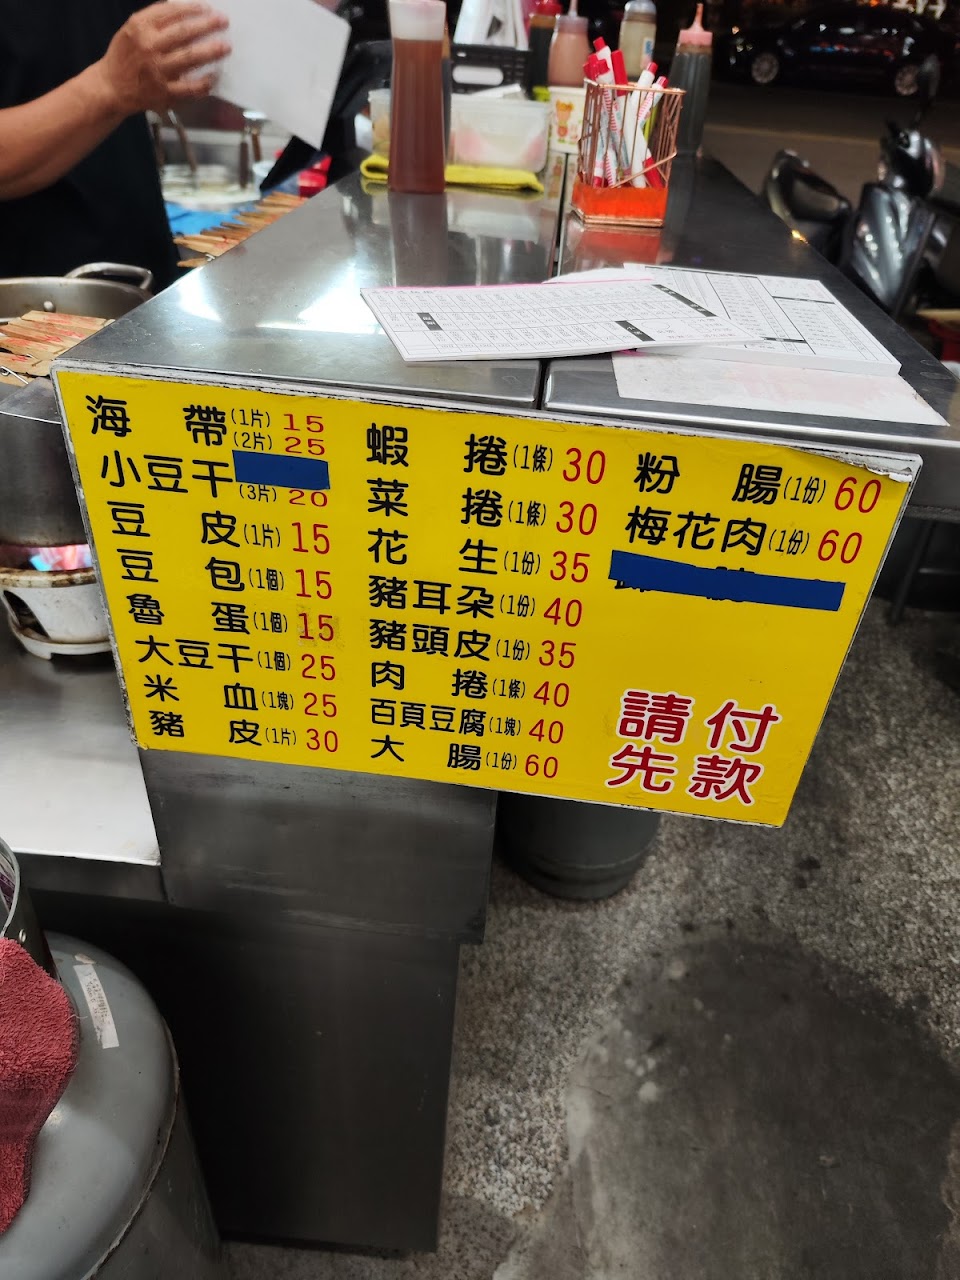 海帶(1片) 15
(2片) 25
小豆干
(3片) 20
豆皮(1片) 15
豆包(1個) 15
魯蛋(1個) 15
大豆干(1個) 25
米血(1塊) 25
豬皮(1片) 30
蝦捲(1條) 30
菜捲(1條) 30
花生(1份) 35
豬耳朵(1份) 40
豬頭皮(1份) 35
肉捲(1條) 40
百頁豆腐(1塊) 40
大腸(1份) 60
粉腸(1份) 60
梅花肉(1份) 60
請先付款